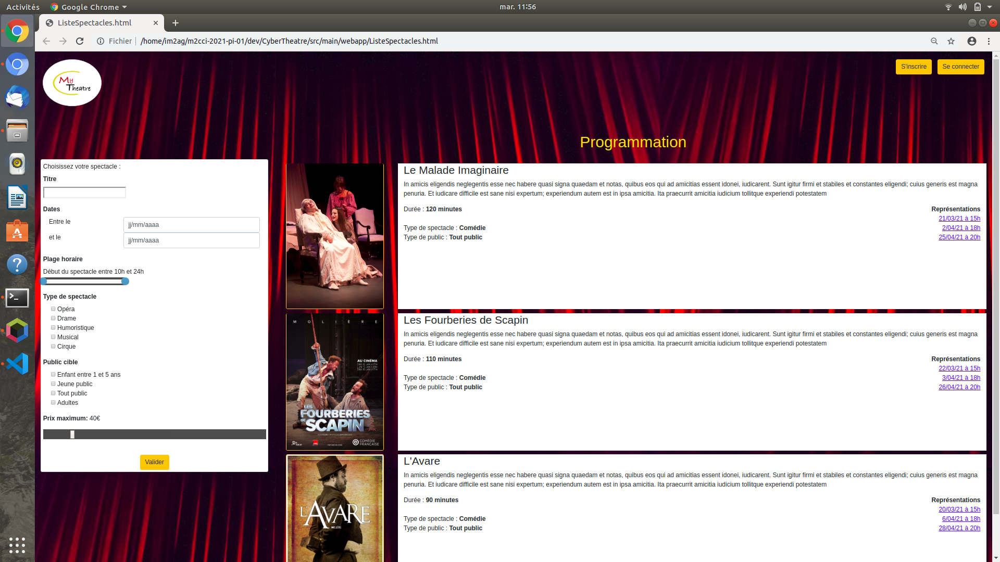 Activités
Google Chrome
mar. 11:56
ListeSpectacles.html
Fichier
/home/im2ag/m2cci-2021-pi-01/dev/CyberTheatre/src/main/webapp/ListeSpectacles.html
My
Theatre
S'inscrire
Se connecter
Programmation
Choisissez votre spectacle :
Titre
Dates
Entre le
jj/mm/aaaa
et le
jj/mm/aaaa
Plage horaire
Début du spectacle entre 10h et 24h
Type de spectacle
Opéra
Drame
Humoristique
Musical
Cirque
Public cible
Enfant entre 1 et 5 ans
Jeune public
Tout public
Adultes
Prix maximum: 40€
Valider
Le Malade Imaginaire
In amicis eligendis neglegentis esse nec habere quasi signa quaedam et notas, quibus eos qui ad amicitias essent idonei, iudicarent. Sunt igitur firmi et stabiles et constantes eligendi; cuius generis est magna
penuria. Et iudicare difficile est sane nisi expertum; experiendum autem est in ipsa amicitia. Ita praecurrit amicitia iudicium tollitque experiendi potestatem
Durée : 120 minutes
Type de spectacle : Comédie
Type de public : Tout public
Représentations
21/03/21 à 15h
2/04/21 à 18h
25/04/21 à 20h
MOLIÈRE
AU CINÉMA
LES
FOURBERIES
DE
SCAPIN
COMÉDIE
FRANÇAISE
Les Fourberies de Scapin
In amicis eligendis neglegentis esse nec habere quasi signa quaedam et notas, quibus eos qui ad amicitias essent idonei, iudicarent. Sunt igitur firmi et stabiles et constantes eligendi; cuius generis est magna
penuria. Et iudicare difficile est sane nisi expertum; experiendum autem est in ipsa amicitia. Ita praecurrit amicitia iudicium tollitque experiendi potestatem
Durée : 110 minutes
Type de spectacle : Comédie
Type de public : Tout public
Représentations
22/03/21 à 15h
3/04/21 à 18h
26/04/21 à 20h
L'AVARE
MOLIÈRE
L'Avare
In amicis eligendis neglegentis esse nec habere quasi signa quaedam et notas, quibus eos qui ad amicitias essent idonei, iudicarent. Sunt igitur firmi et stabiles et constantes eligendi; cuius generis est magna
penuria. Et iudicare difficile est sane nisi expertum; experiendum autem est in ipsa amicitia. Ita praecurrit amicitia iudicium tollitque experiendi potestatem
Durée : 90 minutes
Type de spectacle : Comédie
Type de public : Tout public
Représentations
20/03/21 à 15h
6/04/21 à 18h
28/04/21 à 20h